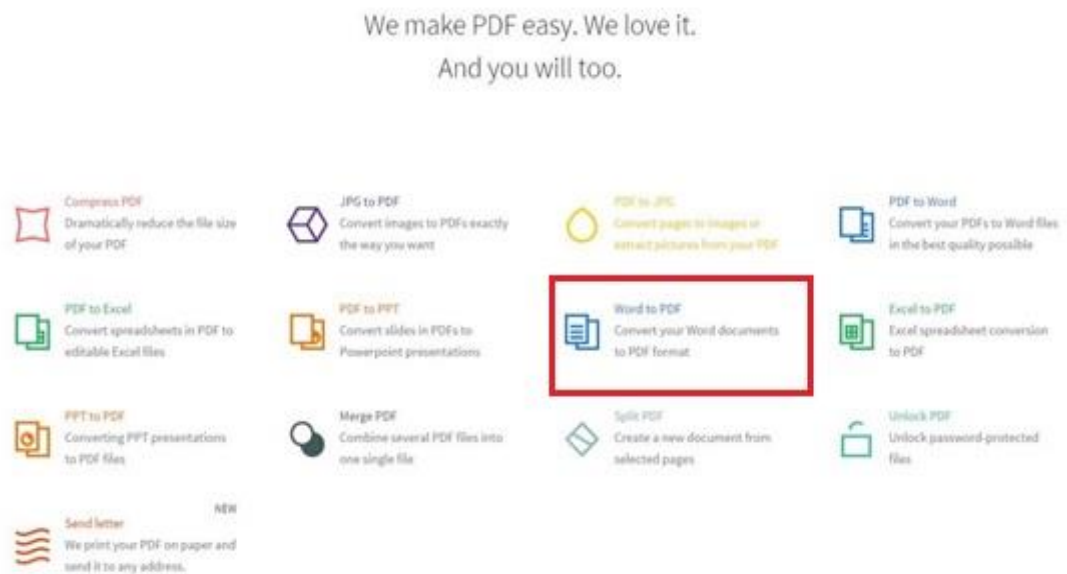 We make PDF easy. We love it.
And you will too.
Compress PDF
Dramatically reduce the file size
of your PDF
JPG to PDF
Convert images to PDFs exactly
the way you want
PDF to JPG
Convert pages to images or
extract pictures from your PDF
PDF to Word
Convert your PDFs to Word files
in the best quality possible
PDF to Excel
Convert spreadsheets in PDF to
editable Excel files
PDF to PPT
Convert slides in PDFs to
Powerpoint presentations
Word to PDF
Convert your Word documents
to PDF format
Excel to PDF
Excel spreadsheet conversion
to PDF
PPT to PDF
Converting PPT presentations
to PDF files
Merge PDF
Combine several PDF files into
one single file
Split PDF
Create a new document from
selected pages
Unlock PDF
Unlock password-protected
files
NEW
Send letter
We print your PDF on paper and
send it to any address.